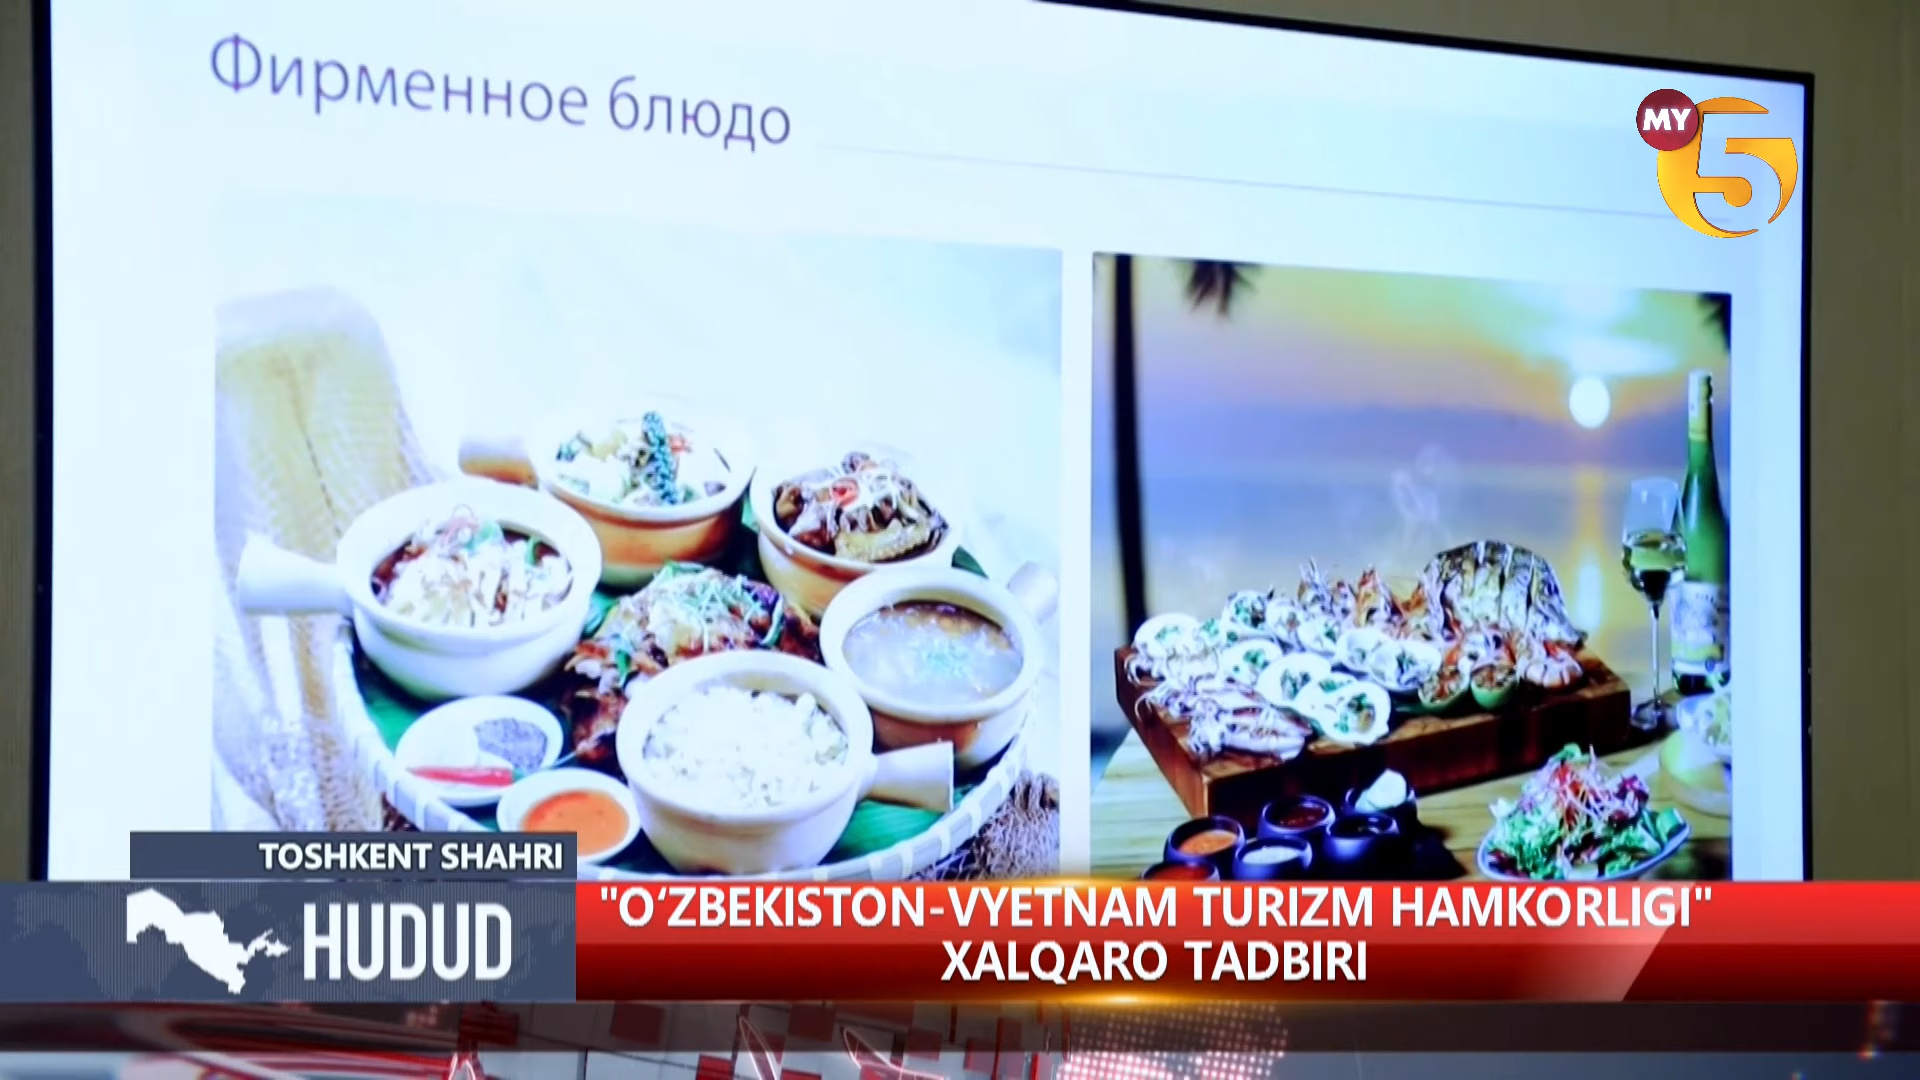 Фирменное блюдо
MY
5
TOSHKENT SHAHRI
HUDUD
"O‘ZBEKISTON-VYETNAM TURIZM HAMKORLIGI"
XALQARO TADBIRI